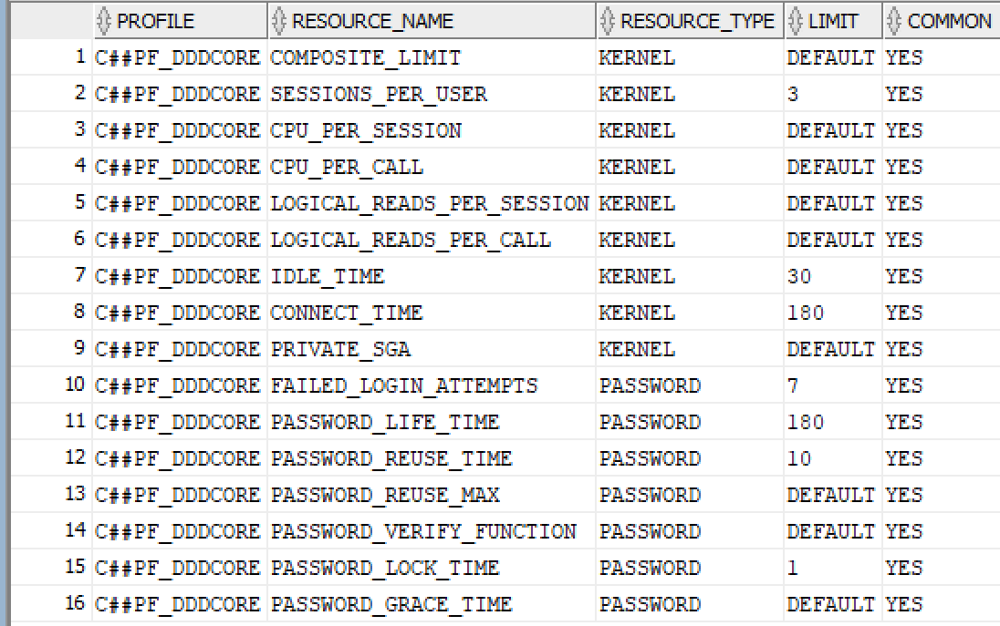 PROFILE RESOURCE_NAME RESOURCE_TYPE LIMIT COMMON
1 C##PF_DDDCORE COMPOSITE_LIMIT KERNEL DEFAULT YES
2 C##PF_DDDCORE SESSIONS_PER_USER KERNEL 3 YES
3 C##PF_DDDCORE CPU_PER_SESSION KERNEL DEFAULT YES
4 C##PF_DDDCORE CPU_PER_CALL KERNEL DEFAULT YES
5 C##PF_DDDCORE LOGICAL_READS_PER_SESSION KERNEL DEFAULT YES
6 C##PF_DDDCORE LOGICAL_READS_PER_CALL KERNEL DEFAULT YES
7 C##PF_DDDCORE IDLE_TIME KERNEL 30 YES
8 C##PF_DDDCORE CONNECT_TIME KERNEL 180 YES
9 C##PF_DDDCORE PRIVATE_SGA KERNEL DEFAULT YES
10 C##PF_DDDCORE FAILED_LOGIN_ATTEMPTS PASSWORD 7 YES
11 C##PF_DDDCORE PASSWORD_LIFE_TIME PASSWORD 180 YES
12 C##PF_DDDCORE PASSWORD_REUSE_TIME PASSWORD 10 YES
13 C##PF_DDDCORE PASSWORD_REUSE_MAX PASSWORD DEFAULT YES
14 C##PF_DDDCORE PASSWORD_VERIFY_FUNCTION PASSWORD DEFAULT YES
15 C##PF_DDDCORE PASSWORD_LOCK_TIME PASSWORD 1 YES
16 C##PF_DDDCORE PASSWORD_GRACE_TIME PASSWORD DEFAULT YES